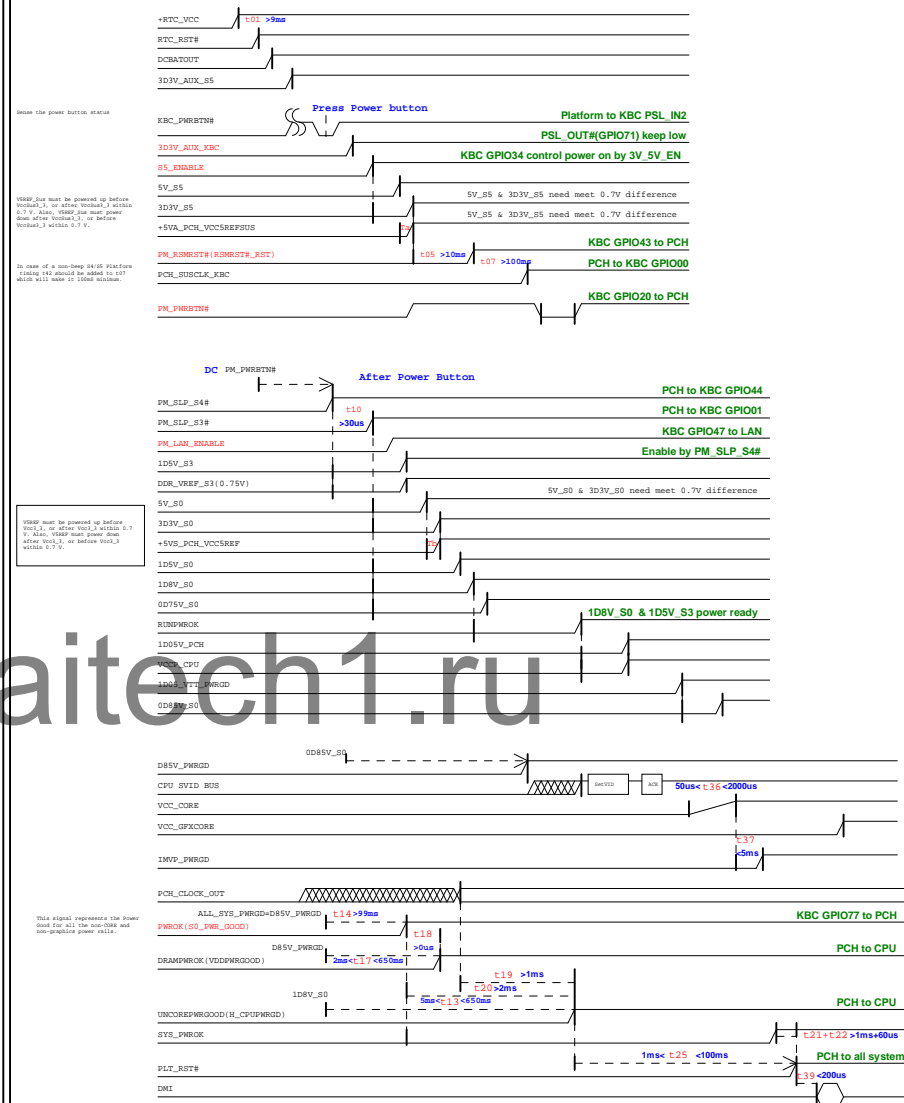 +RTC_VCC
t01 >9ms
RTC_RST#
DCBATOUT
3D3V_AUX_S5
Sense the power button status
Press Power button
KBC_PWRBTN#
Platform to KBC PSL_IN2
3D3V_AUX_KBC
PSL_OUT#(GPIO71) keep low
S5_ENABLE
KBC GPIO34 control power on by 3V_5V_EN
5V_S5
V5REF_Sus must be powered up before
VccSus3_3, or after VccSus3_3 within
0.7 V. Also, V5REF_Sus must power
down after VccSus3_3, or before
VccSus3_3 within 0.7 V.
5V_S5 & 3D3V_S5 need meet 0.7V difference
3D3V_S5
5V_S5 & 3D3V_S5 need meet 0.7V difference
+5VA_PCH_VCC5REFSUS
Ta
KBC GPIO43 to PCH
PM_RSMRST#(RSMRST#_RST)
t05 >10ms
t07 >100ms
PCH to KBC GPIO00
In case of a non-Deep S4/S5 Platform
timing t42 should be added to t07
which will make it 100mS minimum.
PCH_SUSCLK_KBC
KBC GPIO20 to PCH
PM_PWRBTN#
DC PM_PWRBTN#
After Power Button
PCH to KBC GPIO44
PM_SLP_S4#
t10
>30us
PCH to KBC GPIO01
PM_SLP_S3#
KBC GPIO47 to LAN
PM_LAN_ENABLE
Enable by PM_SLP_S4#
1D5V_S3
DDR_VREF_S3(0.75V)
5V_S0 & 3D3V_S0 need meet 0.7V difference
5V_S0
3D3V_S0
V5REF must be powered up before
Vcc3_3, or after Vcc3_3 within 0.7
V. Also, V5REF must power down
after Vcc3_3, or before Vcc3_3
within 0.7 V.
+5VS_PCH_VCC5REF
Tb
1D5V_S0
1D8V_S0
0D75V_S0
1D8V_S0 & 1D5V_S3 power ready
RUNPWROK
1D05V_PCH
VCCP_CPU
aitech1.ru
1D05_VTT_PWRGD
0D85V_S0
0D85V_S0
D85V_PWRGD
CPU SVID BUS
SetVID
ACK
50us< t36 <2000us
VCC_CORE
VCC_GFXCORE
t37
<5ms
IMVP_PWRGD
PCH_CLOCK_OUT
ALL_SYS_PWRGD=D85V_PWRGD
t14 >99ms
KBC GPIO77 to PCH
This signal represents the Power
Good for all the non-CORE and
non-graphics power rails.
PWROK(S0_PWR_GOOD)
t18
>0us
D85V_PWRGD
PCH to CPU
DRAMPWROK(VDDPWRGOOD)
2ms< t17 <650ms
t19 >1ms
t20 >2ms
1D8V_S0
5ms< t13 <650ms
PCH to CPU
UNCOREPWRGOOD(H_CPUPWRGD)
SYS_PWROK
t21+t22 >1ms+60us
1ms< t25 <100ms
PCH to all system
PLT_RST#
t39 <200us
DMI